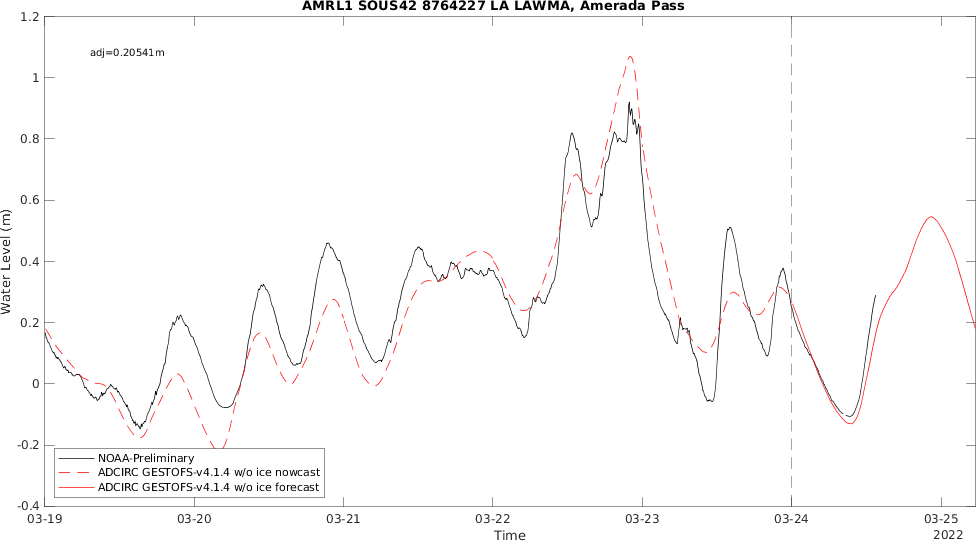 AMRL1 SOUS42 8764227 LA LAWMA, Amerada Pass
adj=0.20541m
1.2
1
0.8
0.6
0.4
0.2
0
-0.2
-0.4
Water Level (m)
NOAA-Preliminary
ADCIRC GESTOFS-v4.1.4 w/o ice nowcast
ADCIRC GESTOFS-v4.1.4 w/o ice forecast
03-19 03-20 03-21 03-22 03-23 03-24 03-25
Time
2022